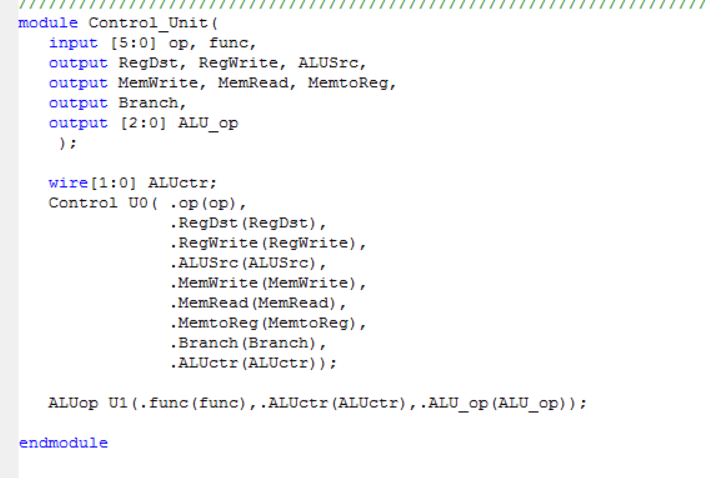 ////////////////////////////////////////////////////////////////////////
module Control_Unit(
input [5:0] op, func,
output RegDst, RegWrite, ALUSrc,
output MemWrite, MemRead, MemtoReg,
output Branch,
output [2:0] ALU_op
);
wire[1:0] ALUctr;
Control U0( .op(op),
.RegDst(RegDst),
.RegWrite(RegWrite),
.ALUSrc(ALUSrc),
.MemWrite(MemWrite),
.MemRead(MemRead),
.MemtoReg(MemtoReg),
.Branch(Branch),
.ALUctr(ALUctr));
ALUop U1(.func(func),.ALUctr(ALUctr),.ALU_op(ALU_op));
endmodule